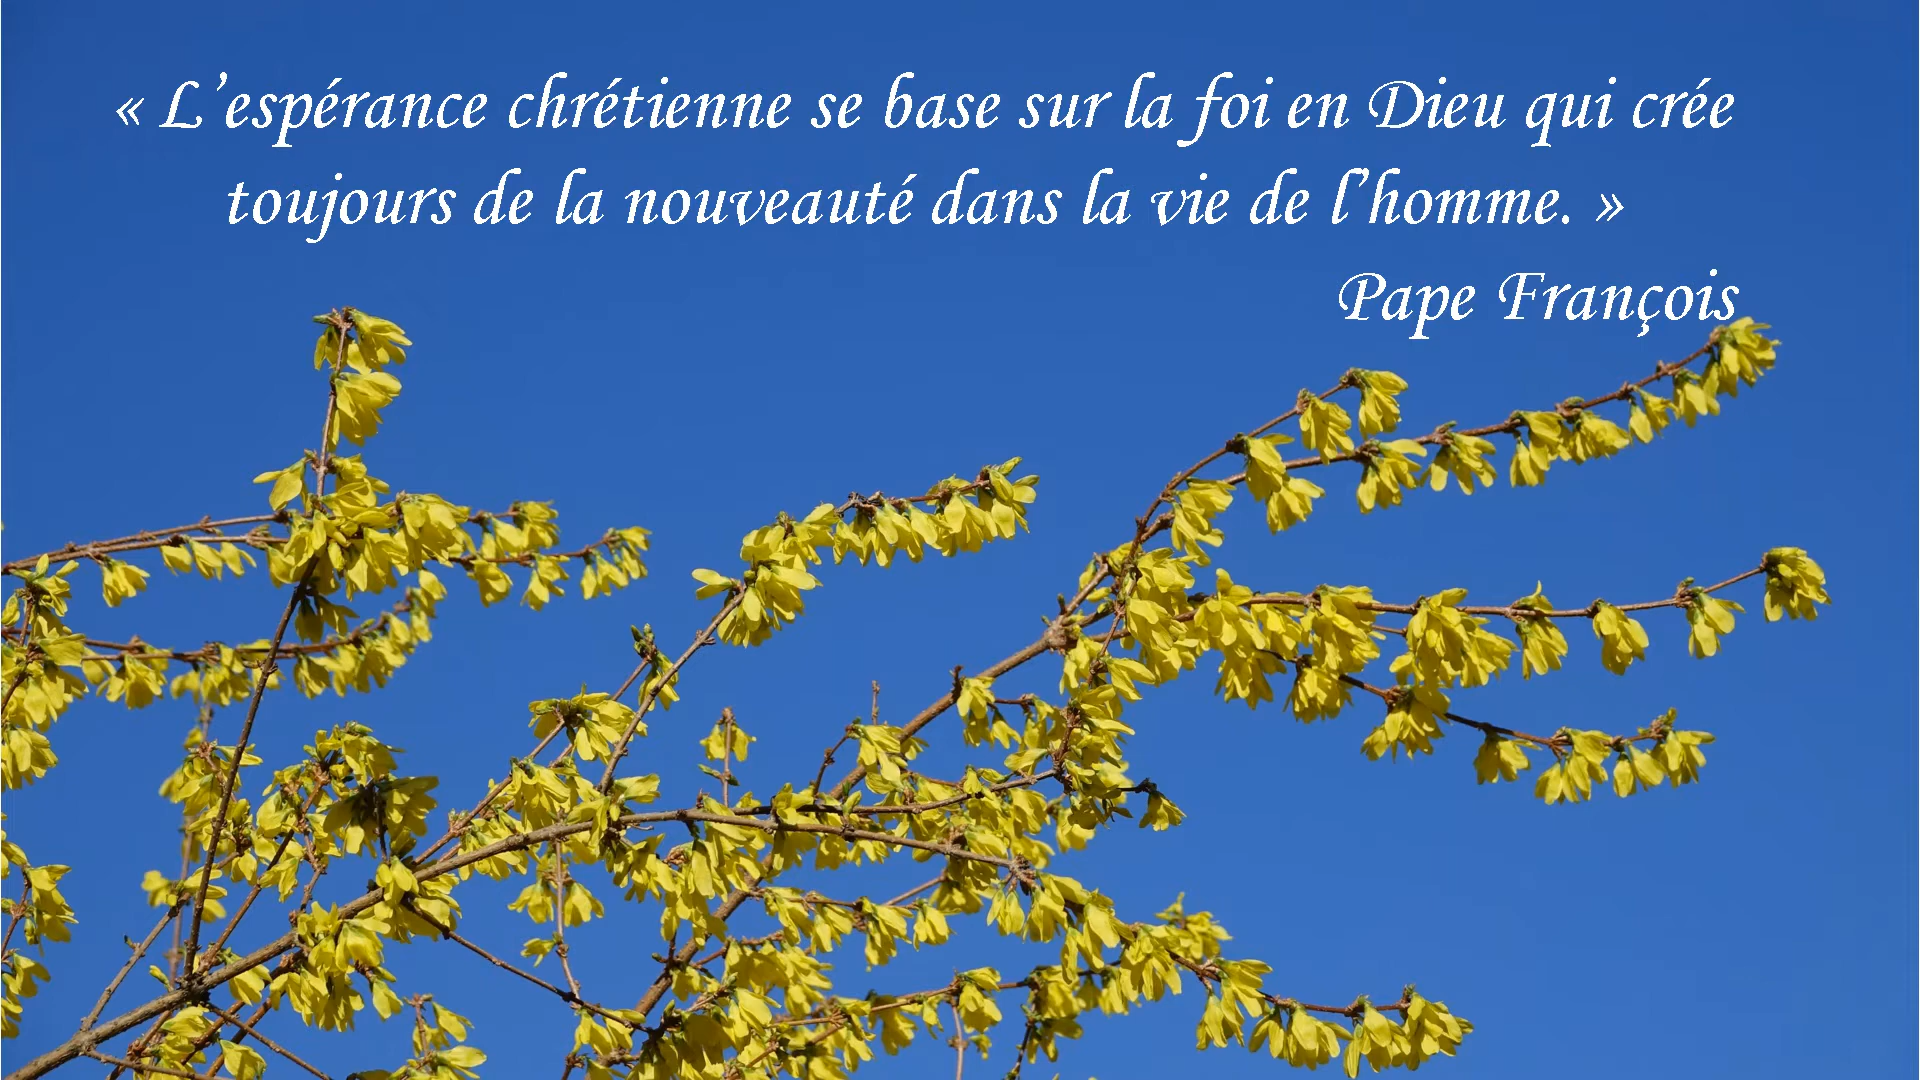 « L’espérance chrétienne se base sur la foi en Dieu qui crée
toujours de la nouveauté dans la vie de l’homme. »
Pape François